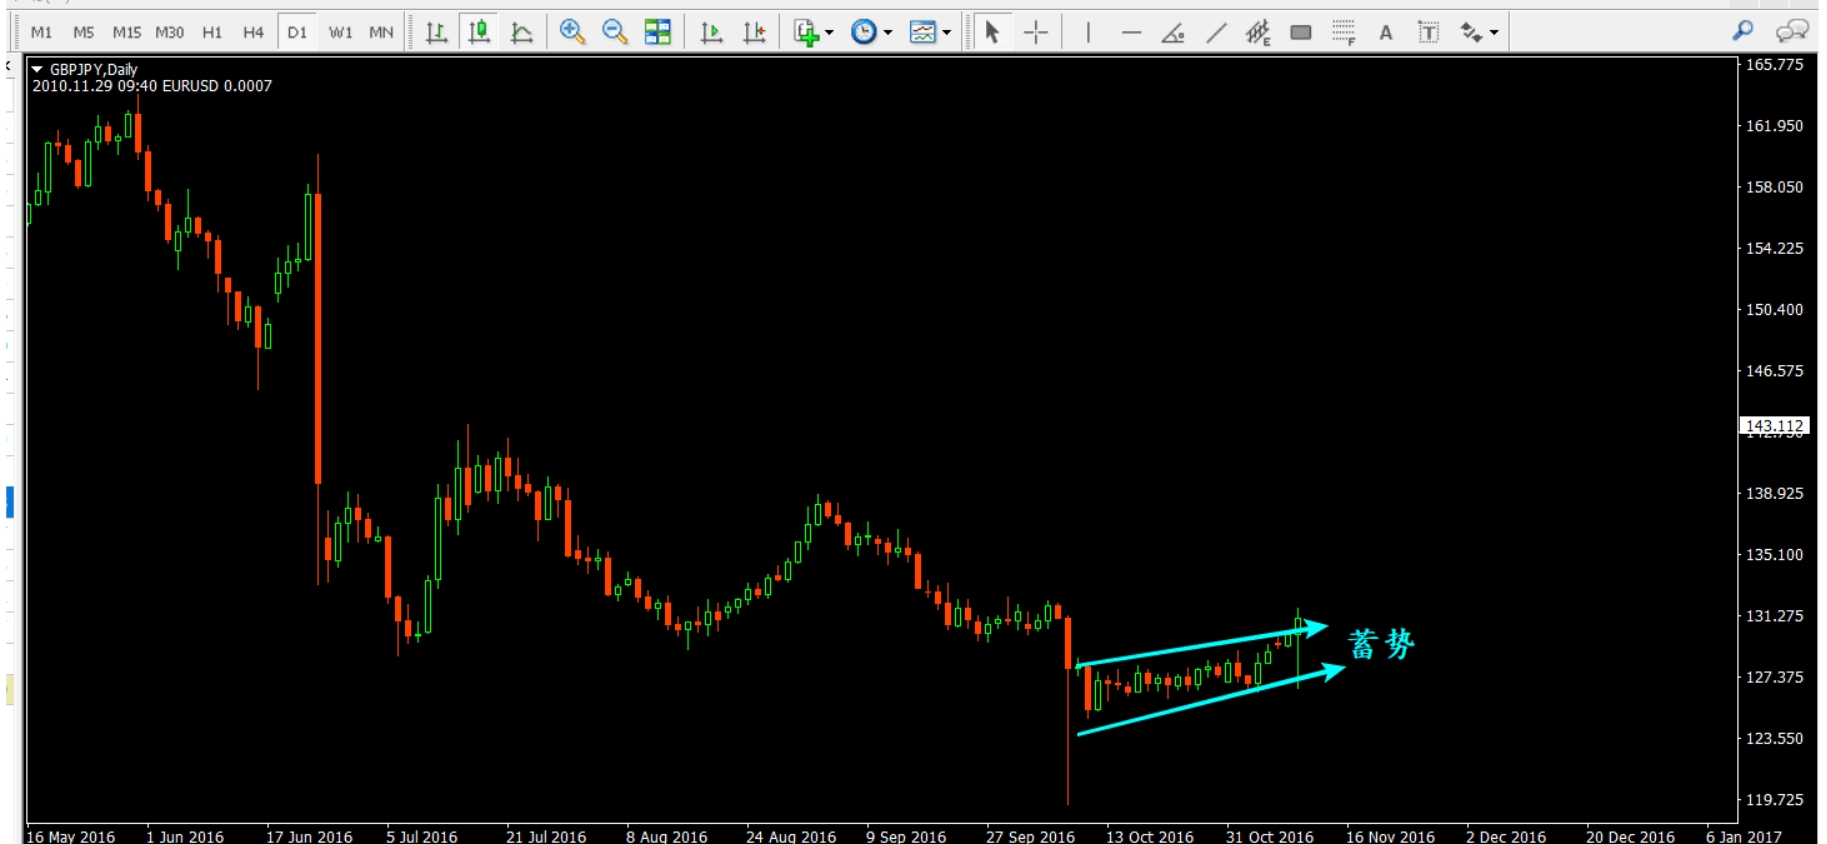 M1 M5 M15 M30 H1 H4 D1 W1 MN E F A T
GBPJPY,Daily
2010.11.29 09:40 EURUSD 0.0007
165.775
161.950
158.050
154.225
150.400
146.575
143.112
138.925
135.100
131.275
蓄势
127.375
123.550
119.725
16 May 2016 1 Jun 2016 17 Jun 2016 5 Jul 2016 21 Jul 2016 8 Aug 2016 24 Aug 2016 9 Sep 2016 27 Sep 2016 13 Oct 2016 31 Oct 2016 16 Nov 2016 2 Dec 2016 20 Dec 2016 6 Jan 2017